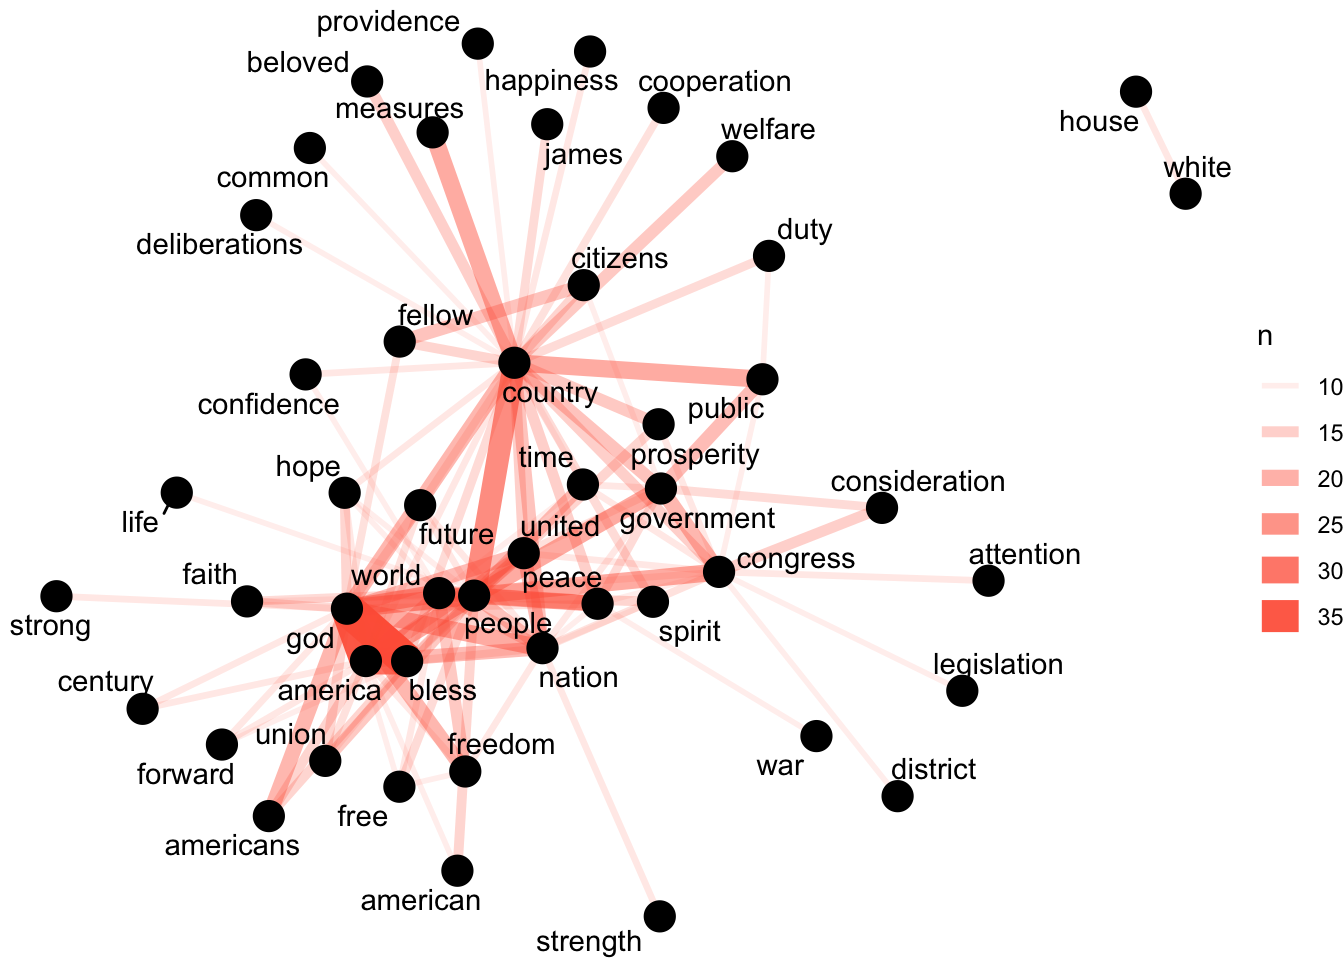 providence
beloved
happiness
cooperation
measures
house
welfare
james
white
common
deliberations
duty
citizens
fellow
n
10
country
confidence
public
15
time
prosperity
hope
20
consideration
life
future
united
government
25
attention
congress
faith
world
peace
30
strong
god
people
spirit
35
century
america
bless
nation
legislation
union
freedom
forward
war
district
free
americans
american
strength